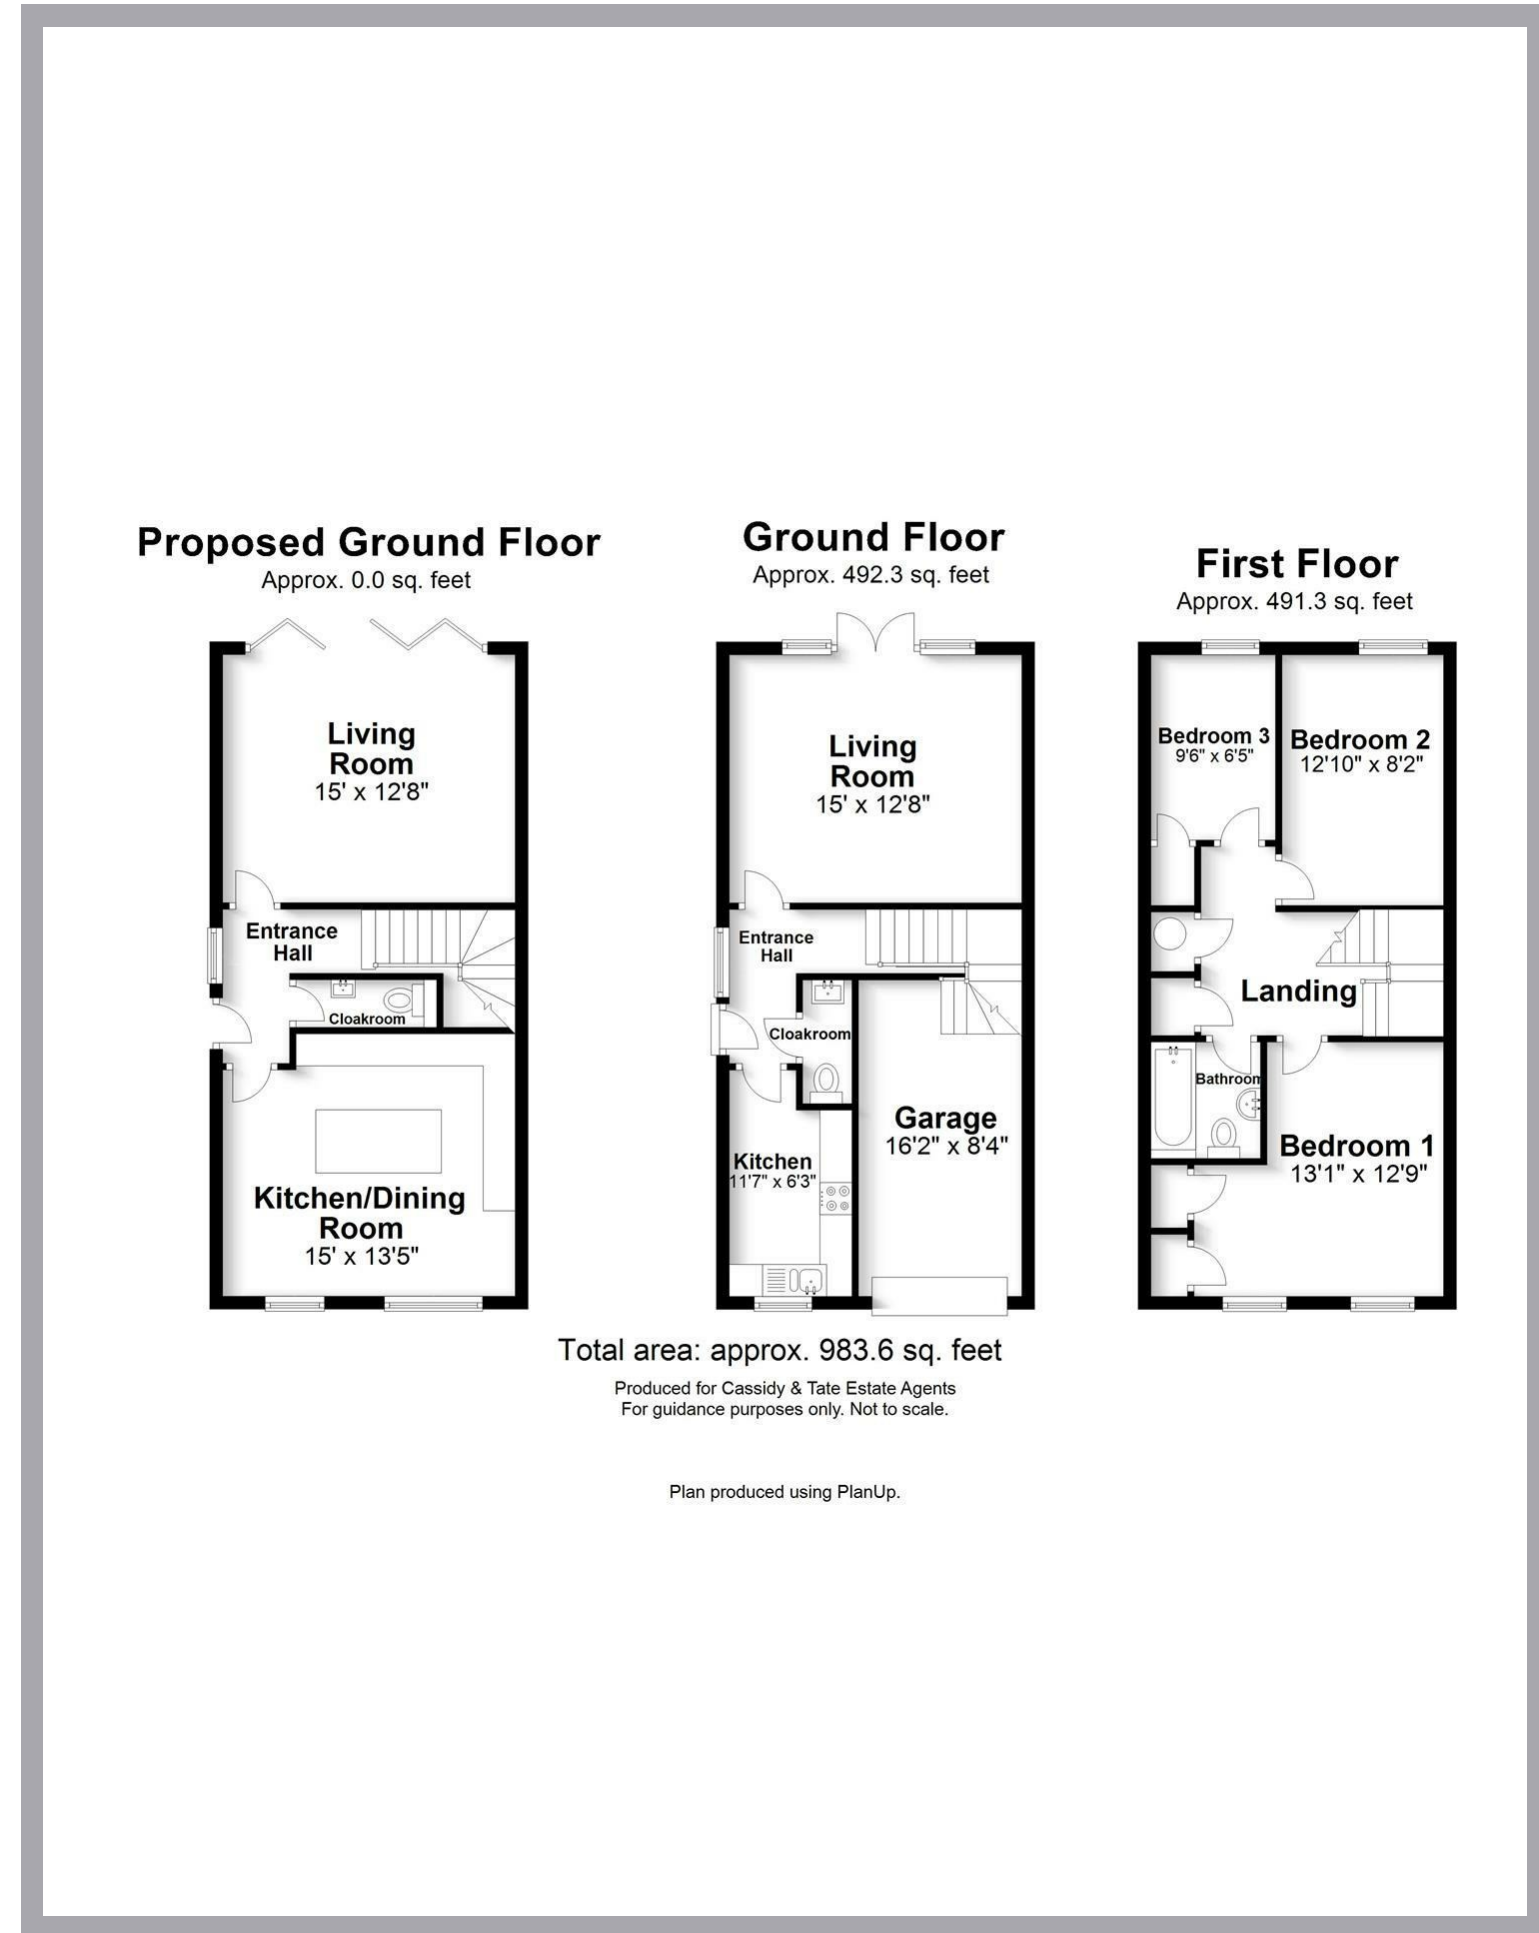 Proposed Ground Floor
Approx. 0.0 sq. feet
Living
Room
15' x 12'8"
Entrance
Hall
Cloakroom
Kitchen/Dining
Room
15' x 13'5"
Ground Floor
Approx. 492.3 sq. feet
Living
Room
15' x 12'8"
Entrance
Hall
Cloakroom
Kitchen
11'7" x 6'3"
Garage
16'2" x 8'4"
First Floor
Approx. 491.3 sq. feet
Bedroom 3
9'6" x 6'5"
Bedroom 2
12'10" x 8'2"
Landing
Bathroom
Bedroom 1
13'1" x 12'9"
Total area: approx. 983.6 sq. feet
Produced for Cassidy & Tate Estate Agents
For guidance purposes only. Not to scale.
Plan produced using PlanUp.